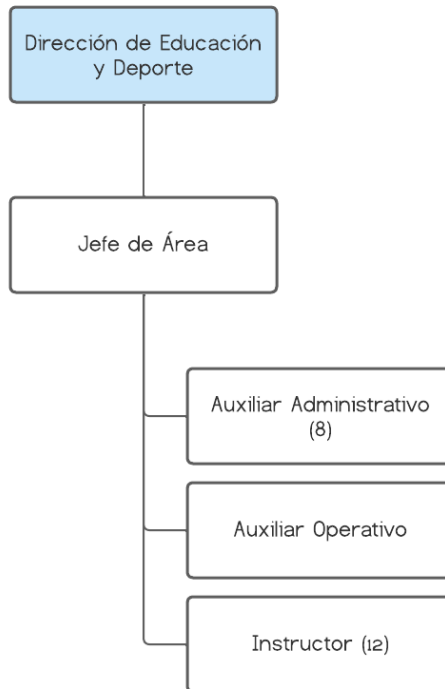 Dirección de Educación
y Deporte
Jefe de Área
Auxiliar Administrativo
(8)
Auxiliar Operativo
Instructor (12)